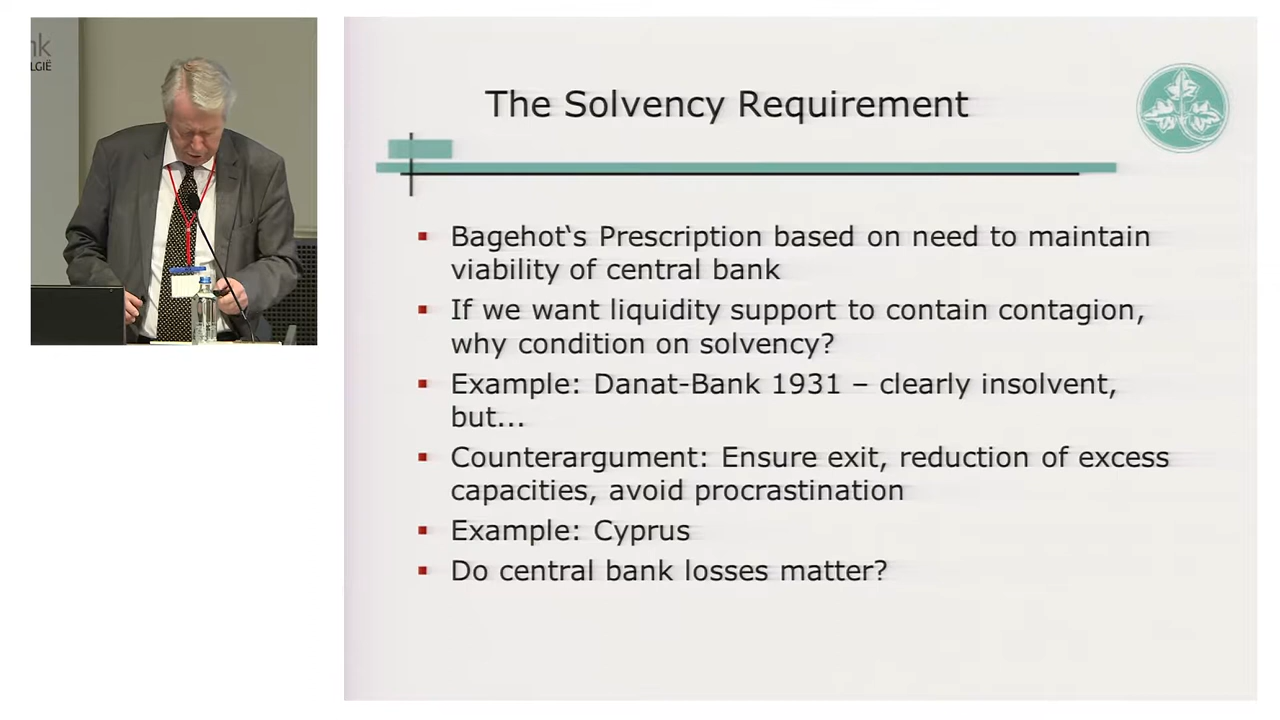 nk
LGIË
The Solvency Requirement
▪ Bagehot‘s Prescription based on need to maintain
viability of central bank
▪ If we want liquidity support to contain contagion,
why condition on solvency?
▪ Example: Danat-Bank 1931 – clearly insolvent,
but...
▪ Counterargument: Ensure exit, reduction of excess
capacities, avoid procrastination
▪ Example: Cyprus
▪ Do central bank losses matter?